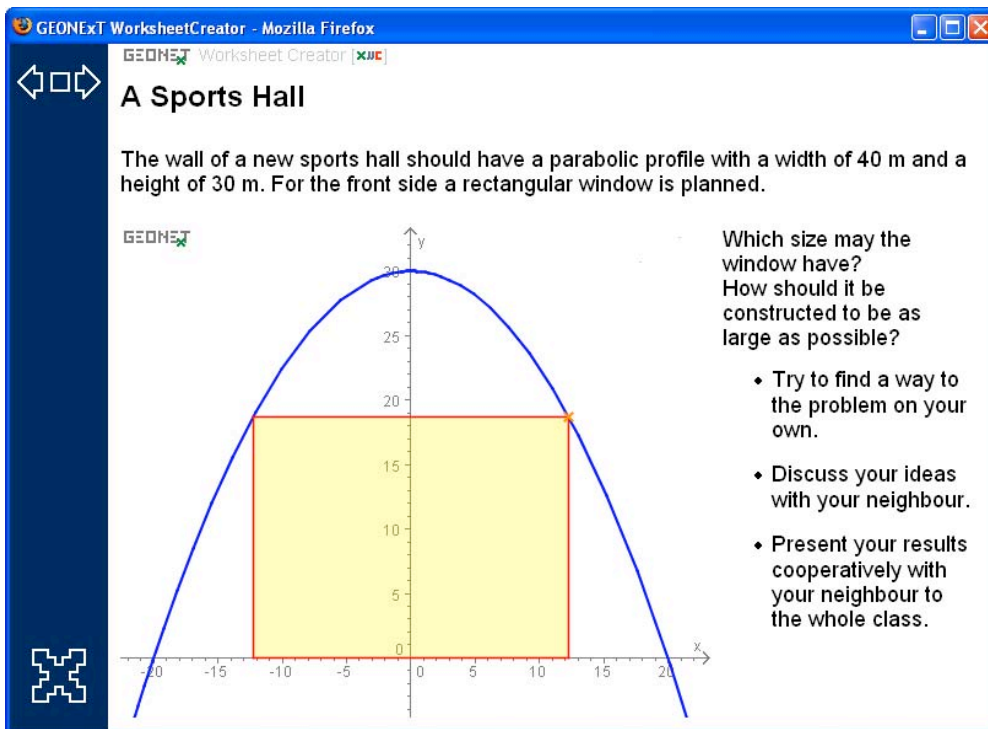 GEONExT WorksheetCreator - Mozilla Firefox
GEONEXT Worksheet Creator [XWC]
A Sports Hall
The wall of a new sports hall should have a parabolic profile with a width of 40 m and a
height of 30 m. For the front side a rectangular window is planned.
GEONEXT
y
30
25
20
15
10
5
0
x
-20 -15 -10 -5 0 5 10 15 20
Which size may the
window have?
How should it be
constructed to be as
large as possible?
• Try to find a way to
the problem on your
own.
• Discuss your ideas
with your neighbour.
• Present your results
cooperatively with
your neighbour to
the whole class.